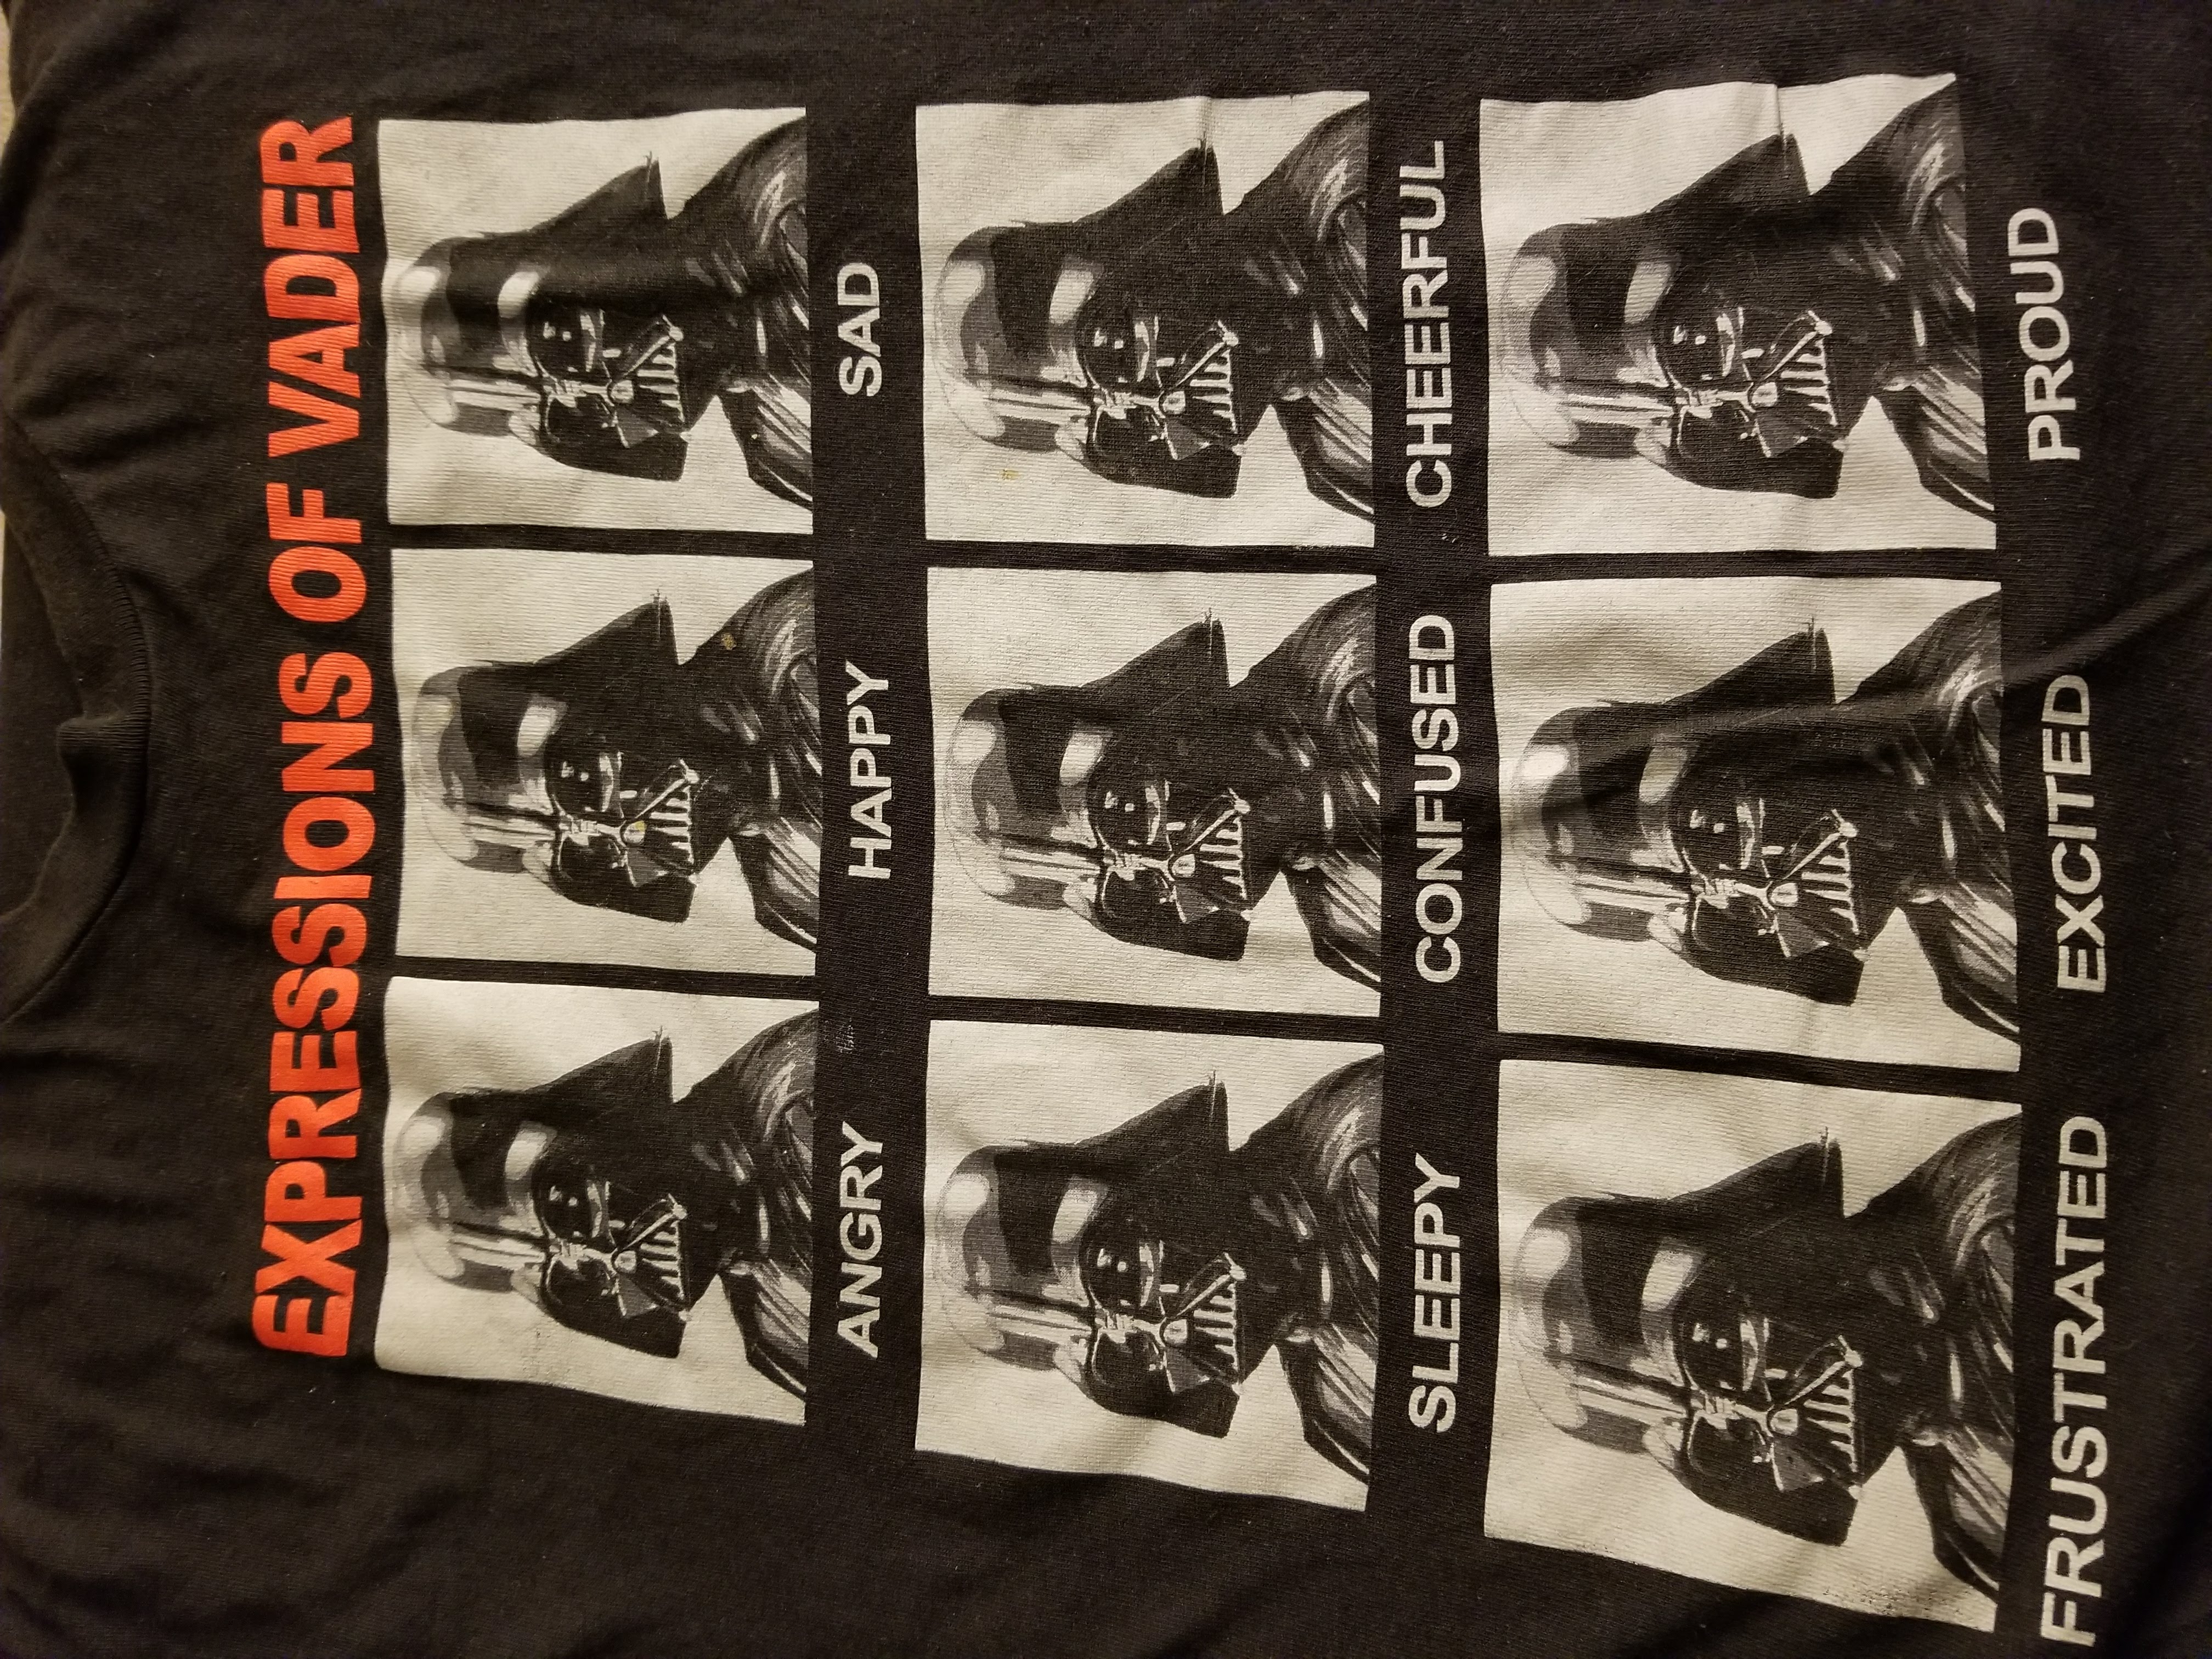 EXPRESSIONS OF VADER
ANGRY HAPPY SAD
SLEEPY CONFUSED CHEERFUL
FRUSTRATED EXCITED PROUD